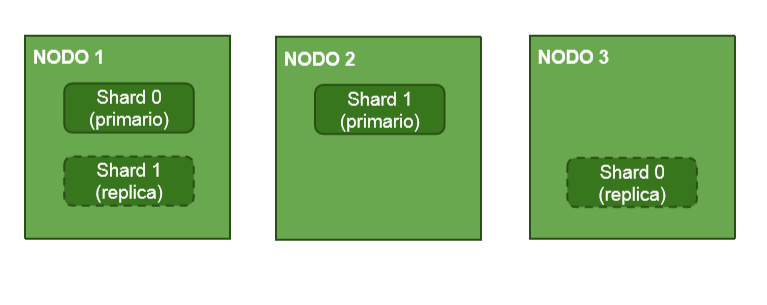 NODO 1
Shard 0
(primario)
Shard 1
(replica)
NODO 2
Shard 1
(primario)
NODO 3
Shard 0
(replica)